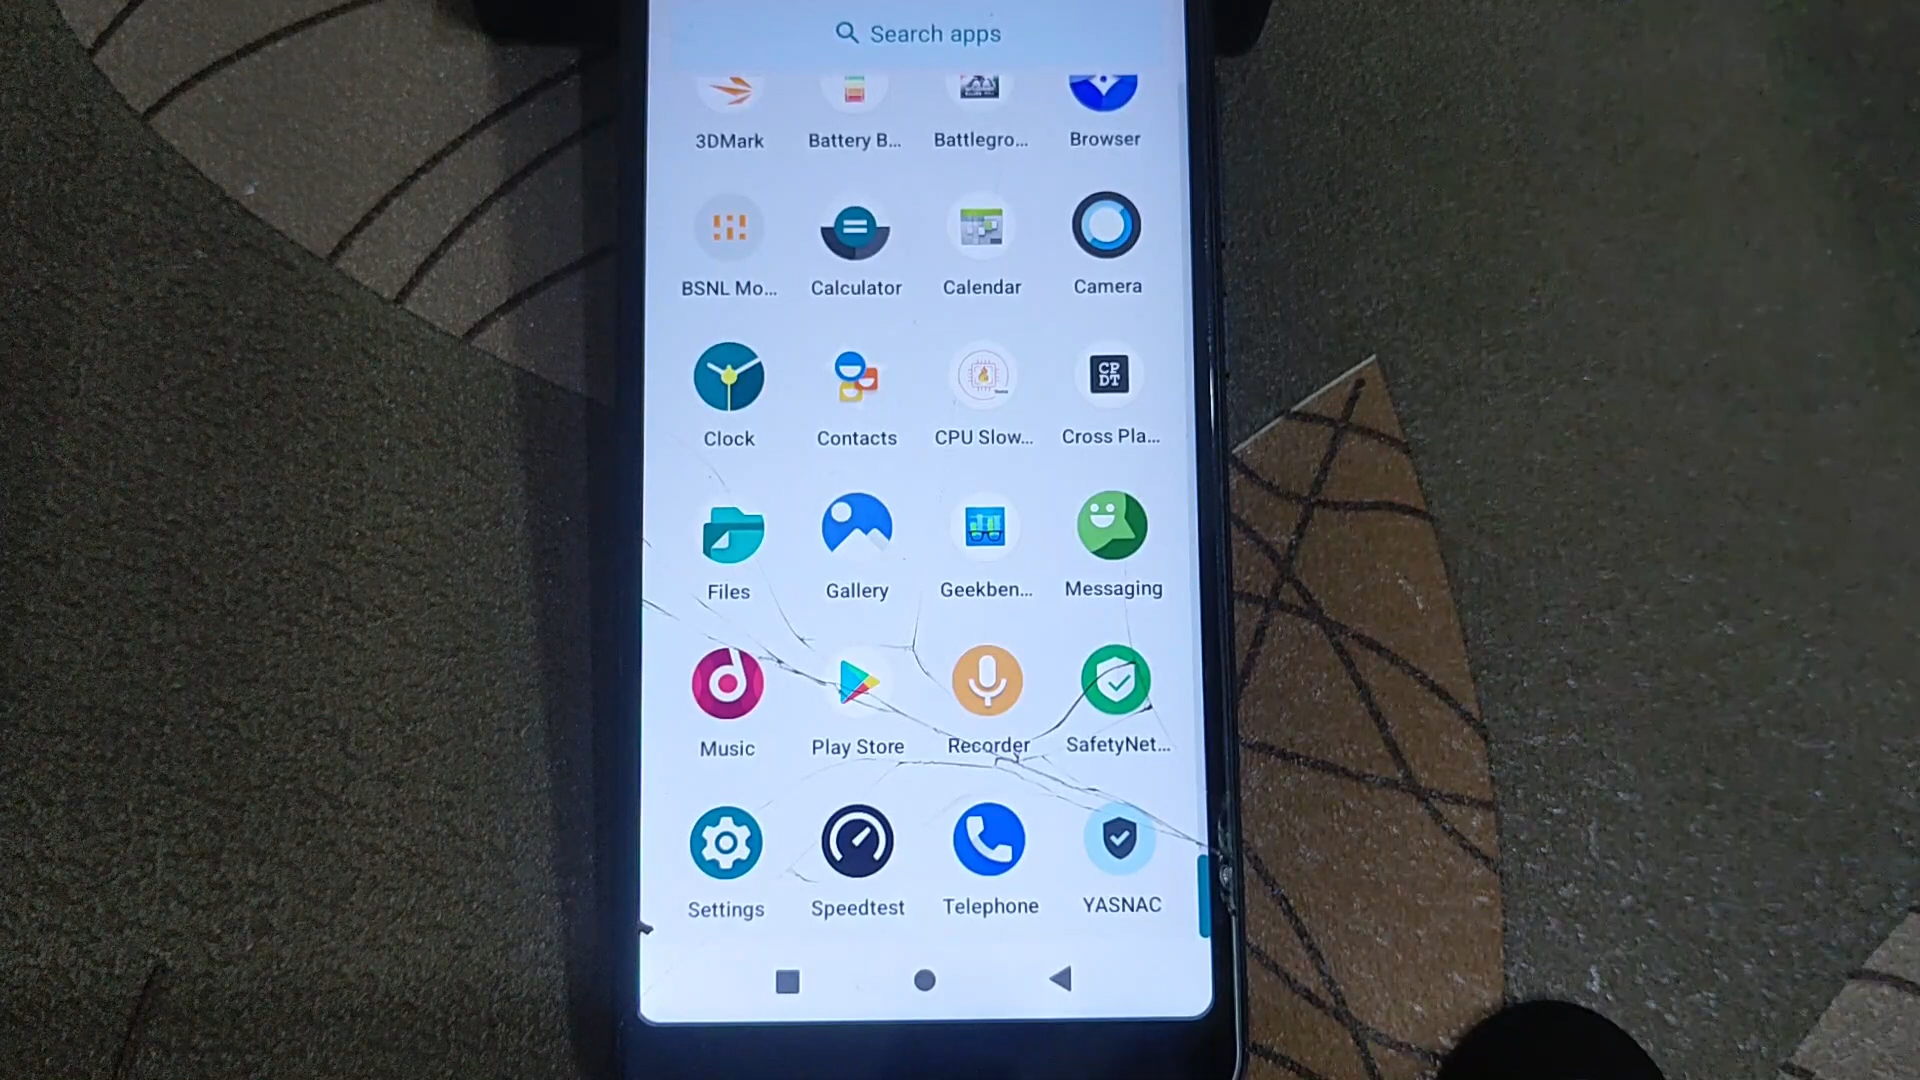 Search apps
3DMark Battery B... Battlegro... Browser
BSNL Mo... Calculator Calendar Camera
CP
DT
Clock Contacts CPU Slow... Cross Pla...
Files Gallery Geekben... Messaging
Music Play Store Recorder SafetyNet...
Settings Speedtest Telephone YASNAC